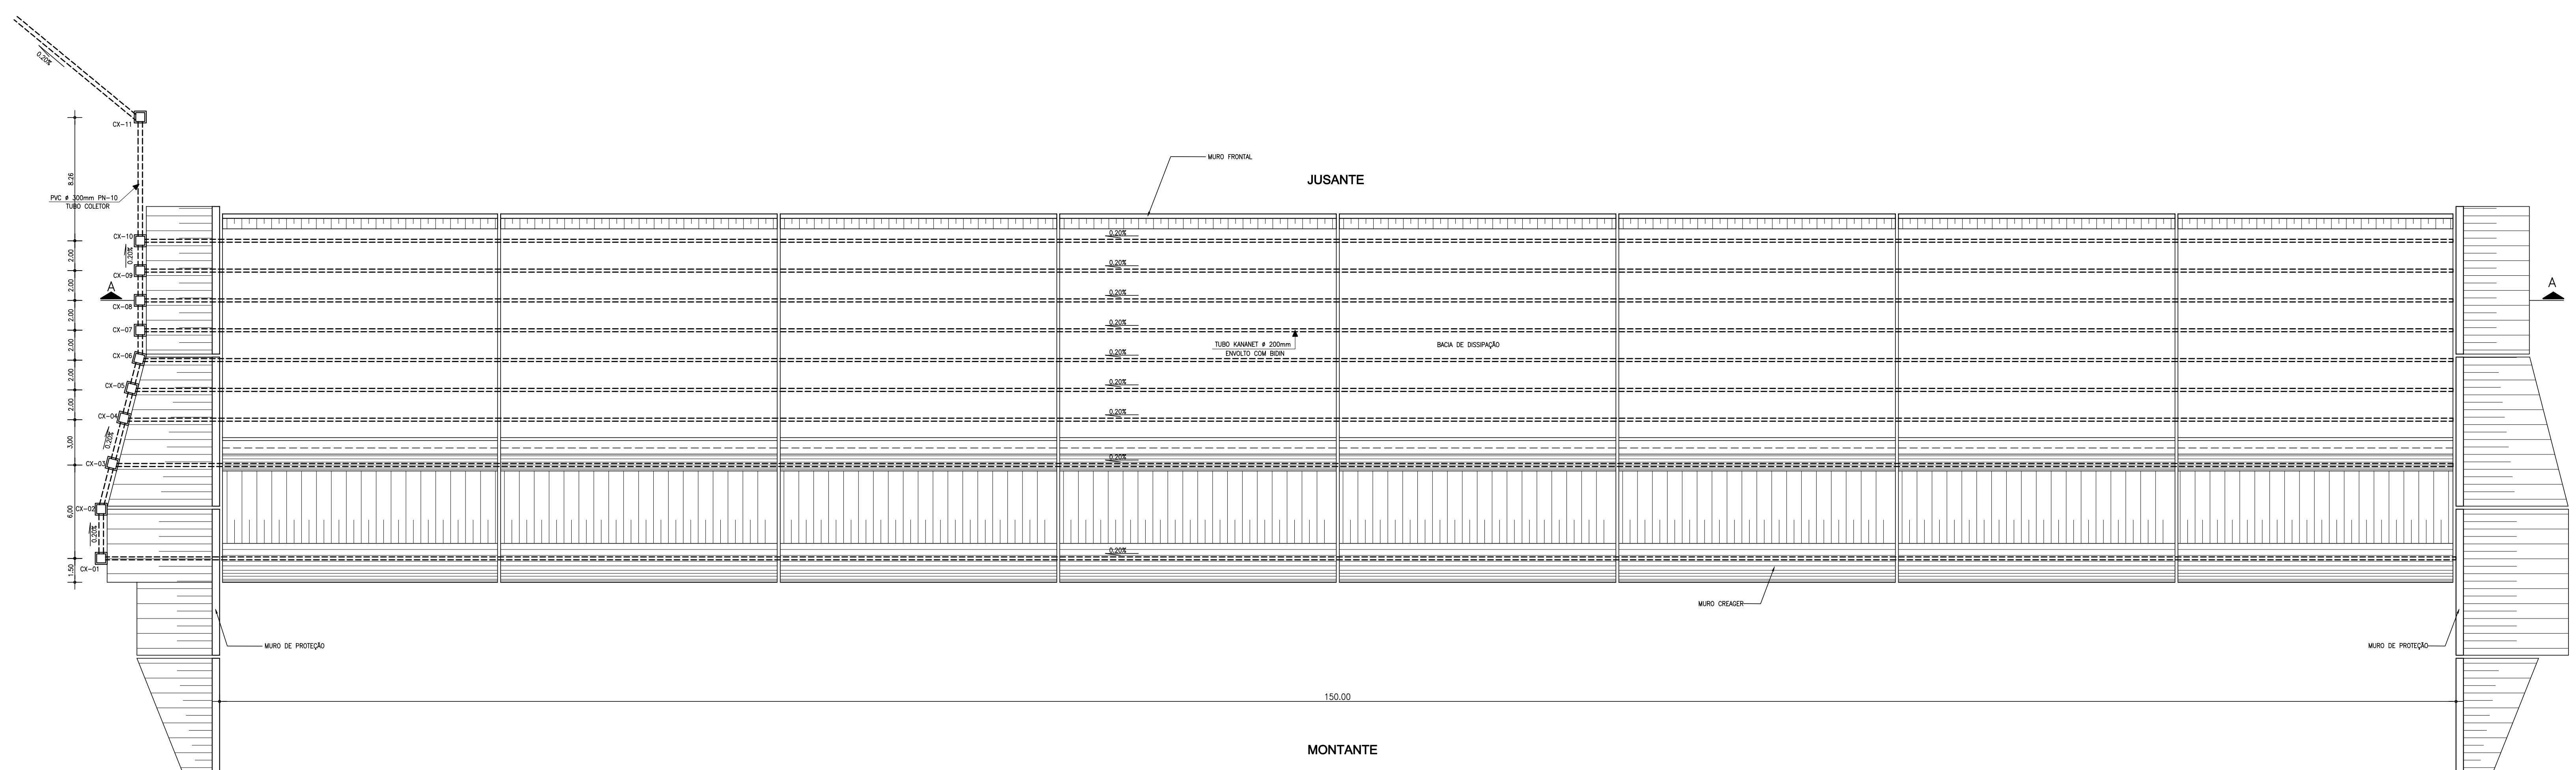 0.20%
CX-11
MURO FRONTAL
8.26
JUSANTE
PVC ø 300mm PN-10
TUBO COLETOR
CX-10
0.20%
2.00
0.20%
0.20%
CX-09
2.00
A
A
0.20%
CX-08
2.00
0.20%
CX-07
2.00
TUBO KANANET ø 200mm
ENVOLTO COM BIDIN
BACIA DE DISSIPAÇÃO
CX-06
0.20%
2.00
CX-05
0.20%
2.00
CX-04
0.20%
3.00
0.20%
CX-03
0.20%
6.00
CX-02
0.20%
0.20%
CX-01
1.50
MURO CREAGER
MURO DE PROTEÇÃO
MURO DE PROTEÇÃO
150.00
MONTANTE